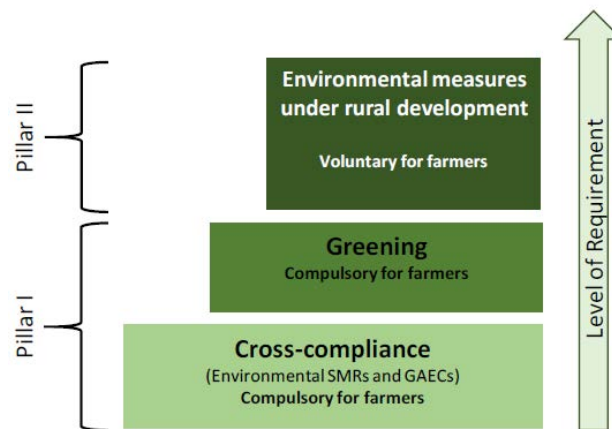 Pillar II
Environmental measures
under rural development
Voluntary for farmers
Pillar I
Greening
Compulsory for farmers
Cross-compliance
(Environmental SMRs and GAECs)
Compulsory for farmers
Level of Requirement